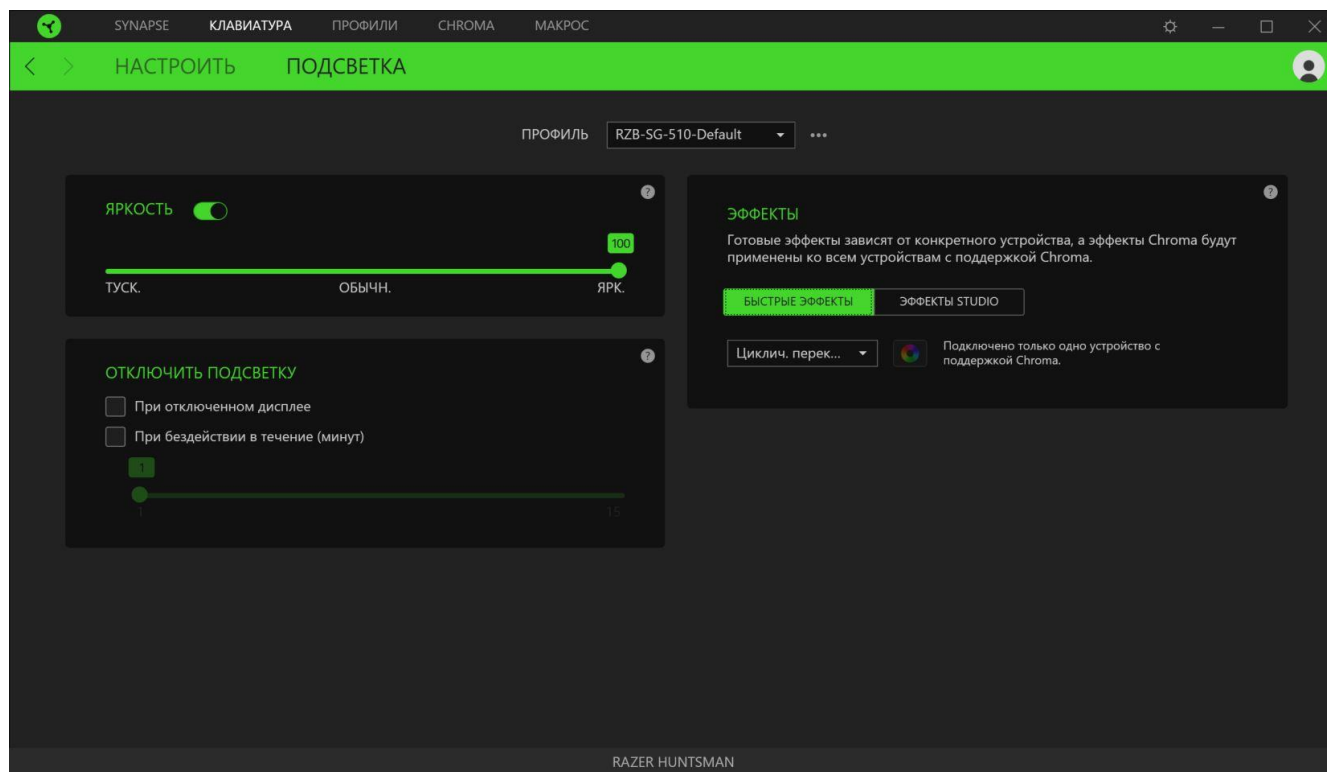 SYNAPSE КЛАВИАТУРА ПРОФИЛИ CHROMA МАКРОС
НАСТРОИТЬ ПОДСВЕТКА
ПРОФИЛЬ RZB-SG-510-Default
ЯРКОСТЬ
100
ТУСК. ОБЫЧН. ЯРК.
ОТКЛЮЧИТЬ ПОДСВЕТКУ
При отключенном дисплее
При бездействии в течение (минут)
1
1 15
ЭФФЕКТЫ
Готовые эффекты зависят от конкретного устройства, а эффекты Chroma будут
применены ко всем устройствам с поддержкой Chroma.
БЫСТРЫЕ ЭФФЕКТЫ ЭФФЕКТЫ STUDIO
Циклич. перек...
Подключено только одно устройство с
поддержкой Chroma.
RAZER HUNTSMAN